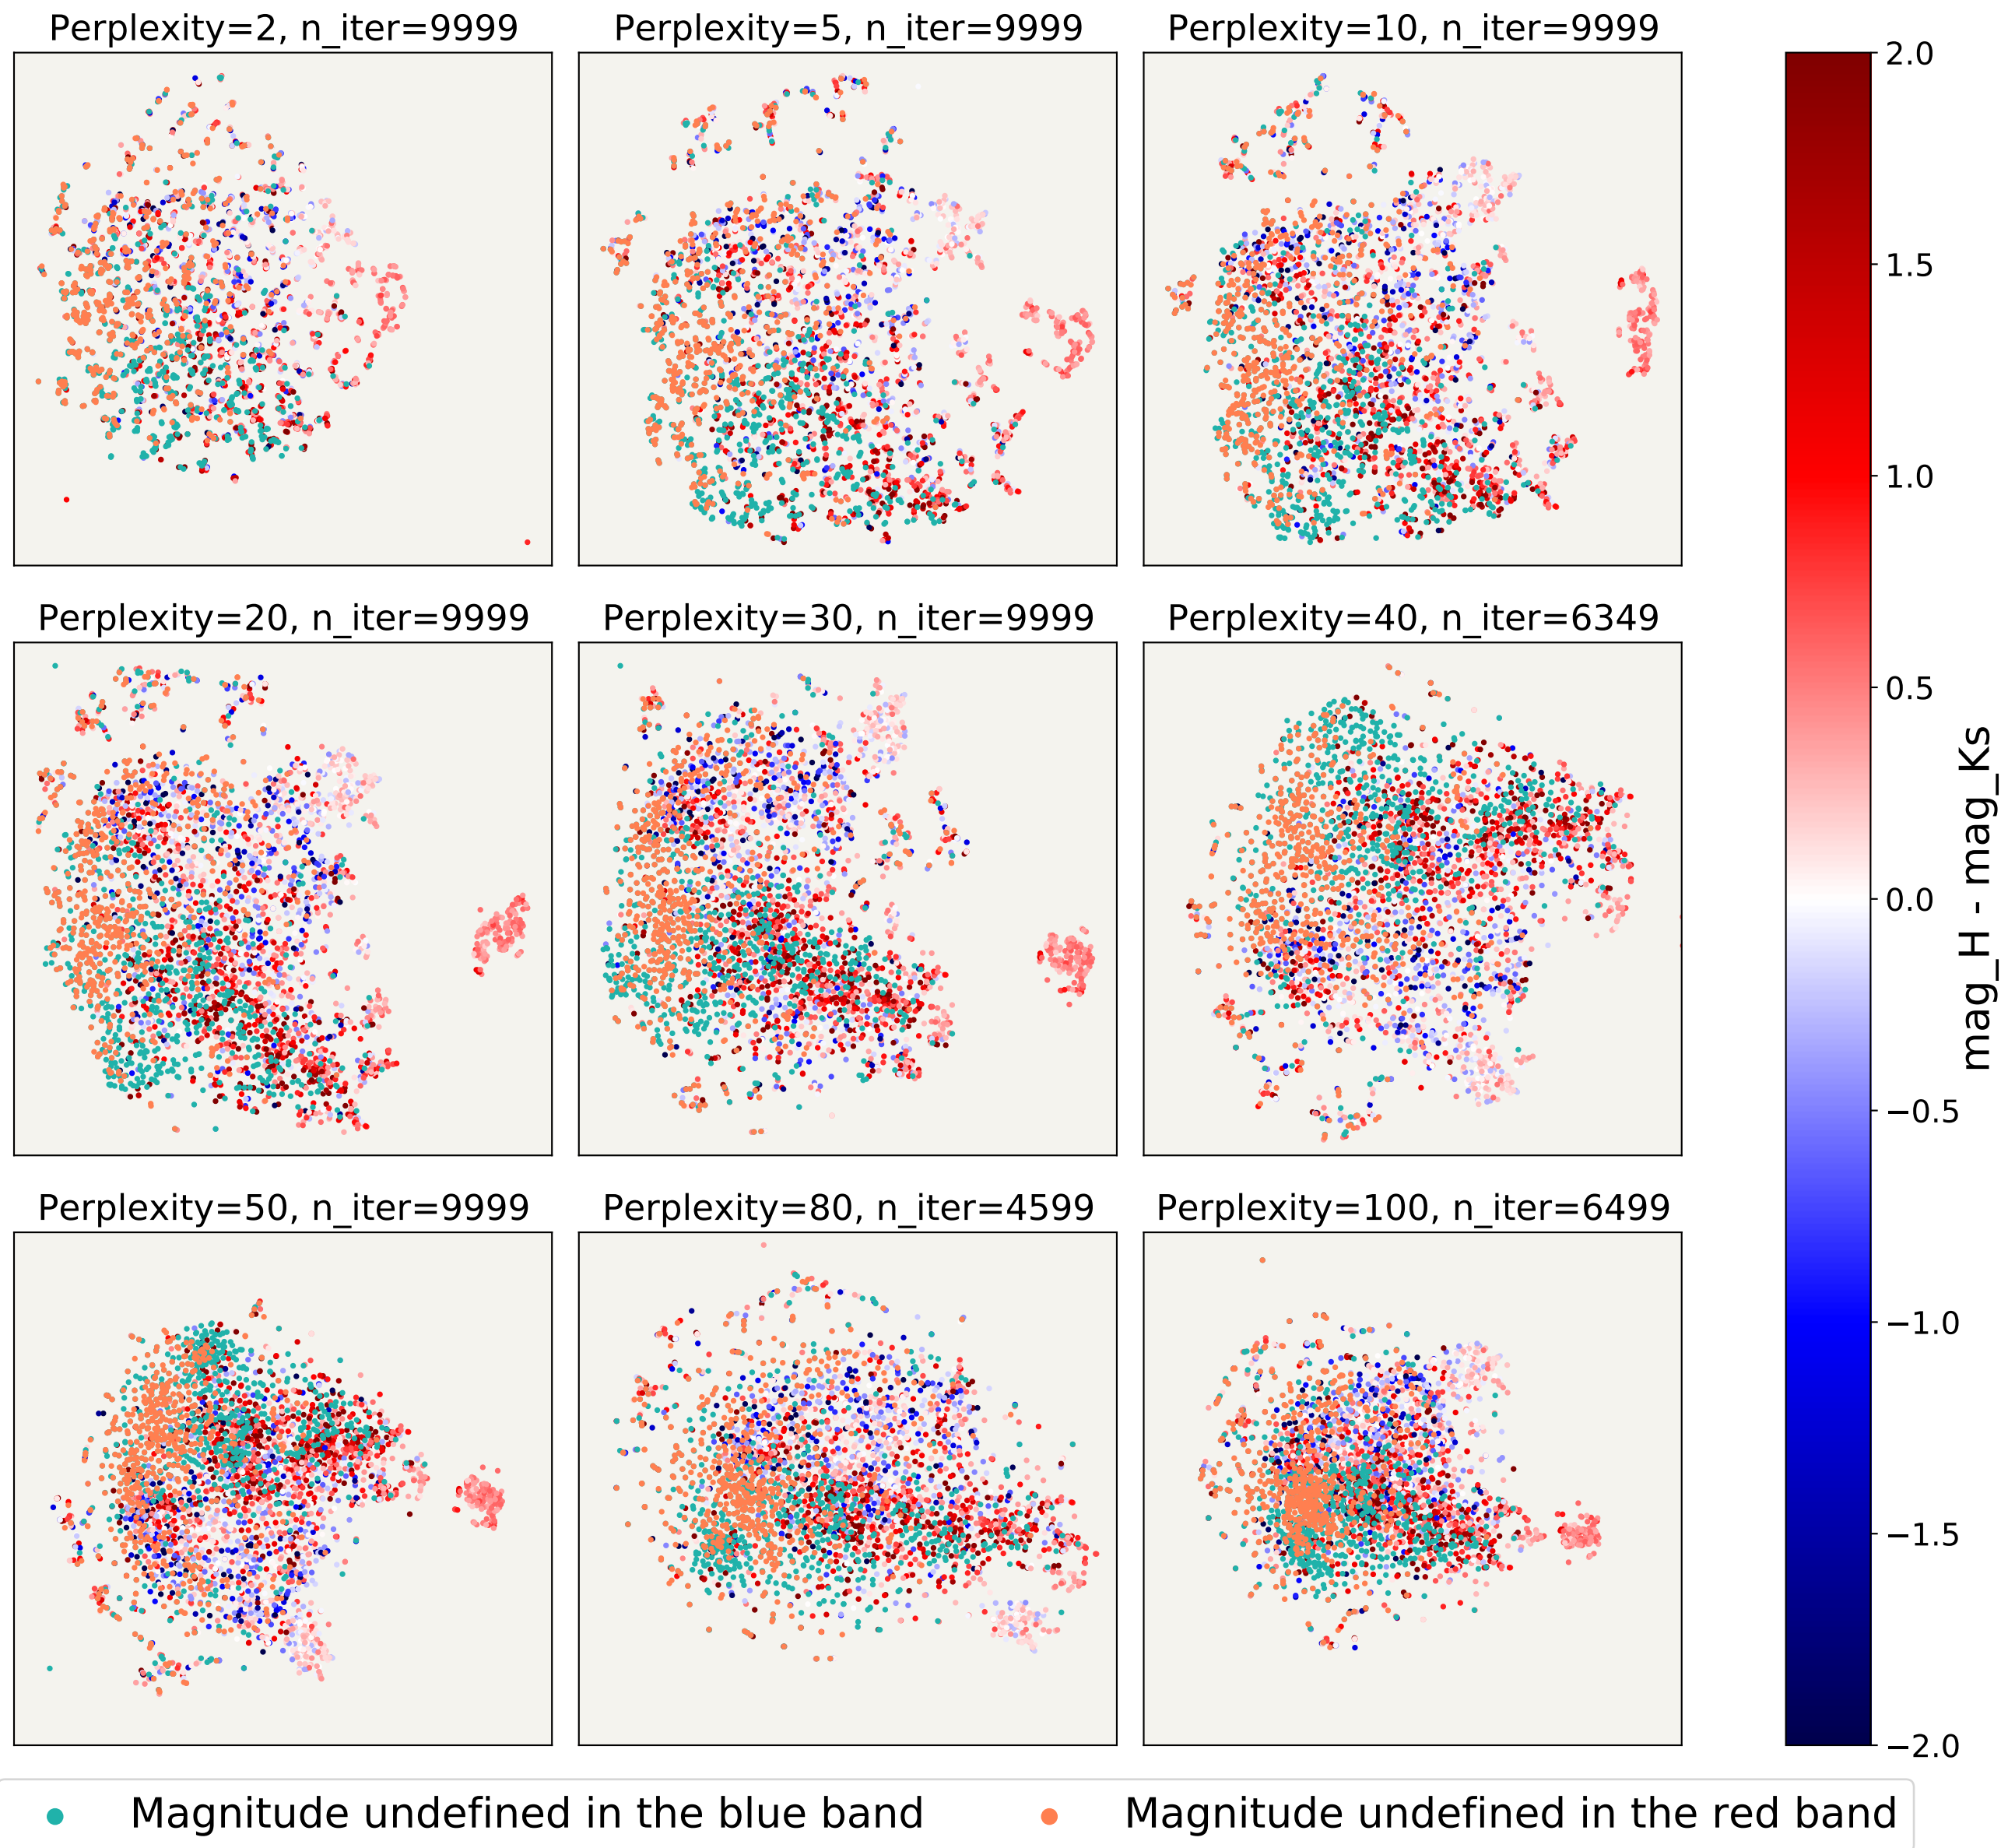 Perplexity=2, n_iter=9999
Perplexity=5, n_iter=9999
Perplexity=10, n_iter=9999
Perplexity=20, n_iter=9999
Perplexity=30, n_iter=9999
Perplexity=40, n_iter=6349
Perplexity=50, n_iter=9999
Perplexity=80, n_iter=4599
Perplexity=100, n_iter=6499
2.0
1.5
1.0
0.5
0.0
−0.5
−1.0
−1.5
−2.0
mag_H - mag_Ks
Magnitude undefined in the blue band
Magnitude undefined in the red band